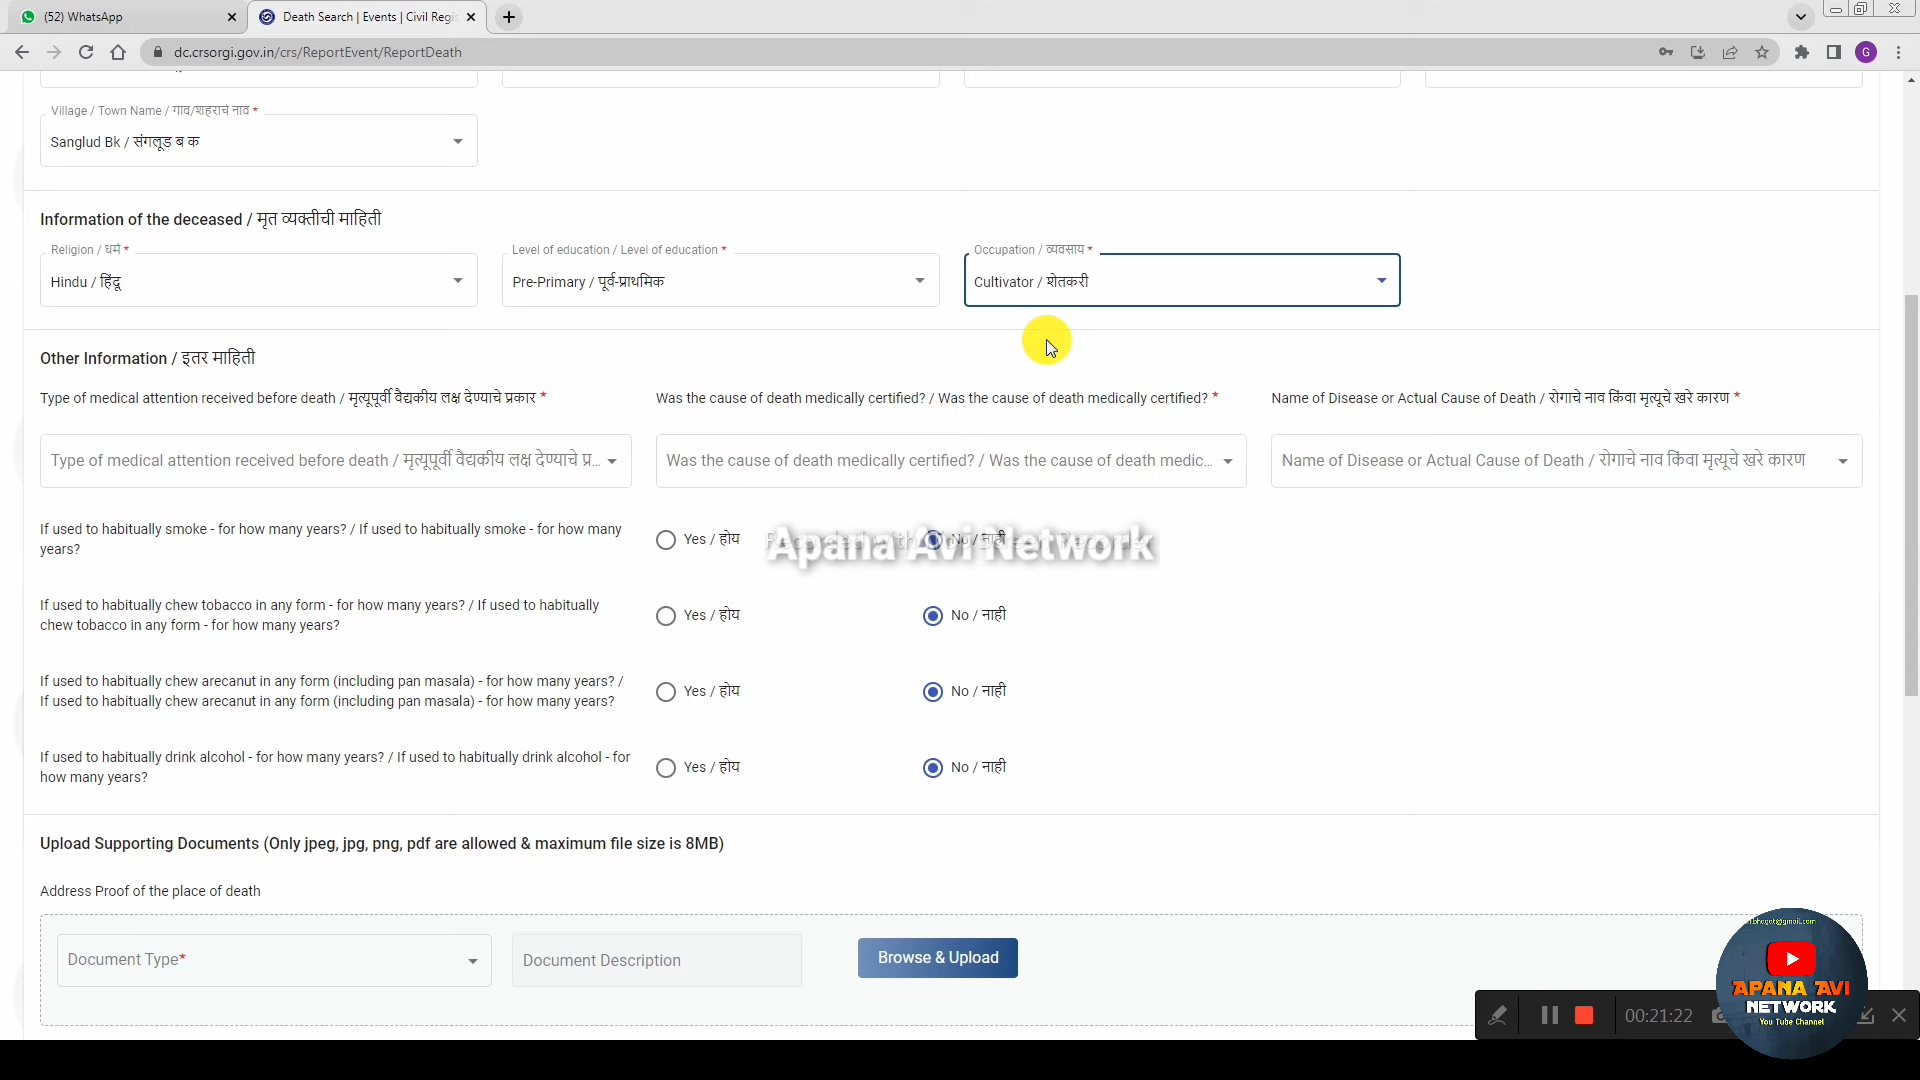 (52) WhatsApp
Death Search | Events | Civil Regis
dc.crsorgi.gov.in/crs/ReportEvent/ReportDeath
G
Village / Town Name / गाव/शहराचे नाव *
Sanglud Bk / संगलूड ब क
Information of the deceased / मृत व्यक्तीची माहिती
Religion / धर्म *
Level of education / Level of education *
Occupation / व्यवसाय *
Hindu / हिंदू
Pre-Primary / पूर्व-प्राथमिक
Cultivator / शेतकरी
Other Information / इतर माहिती
Type of medical attention received before death / मृत्यूपूर्वी वैद्यकीय लक्ष देण्याचे प्रकार *
Was the cause of death medically certified? / Was the cause of death medically certified? *
Name of Disease or Actual Cause of Death / रोगाचे नाव किंवा मृत्यूचे खरे कारण *
Type of medical attention received before death / मृत्यूपूर्वी वैद्यकीय लक्ष देण्याचे प्र...
Was the cause of death medically certified? / Was the cause of death medic...
Name of Disease or Actual Cause of Death / रोगाचे नाव किंवा मृत्यूचे खरे कारण
If used to habitually smoke - for how many years? / If used to habitually smoke - for how many
years?
Yes / होय
No / नाही
Apana Avi Network
If used to habitually chew tobacco in any form - for how many years? / If used to habitually
chew tobacco in any form - for how many years?
Yes / होय
No / नाही
If used to habitually chew arecanut in any form (including pan masala) - for how many years? /
If used to habitually chew arecanut in any form (including pan masala) - for how many years?
Yes / होय
No / नाही
If used to habitually drink alcohol - for how many years? / If used to habitually drink alcohol - for
how many years?
Yes / होय
No / नाही
Upload Supporting Documents (Only jpeg, jpg, png, pdf are allowed & maximum file size is 8MB)
Address Proof of the place of death
Document Type*
Document Description
Browse & Upload
00:21:22
APANA AVI
NETWORK
You Tube Channel